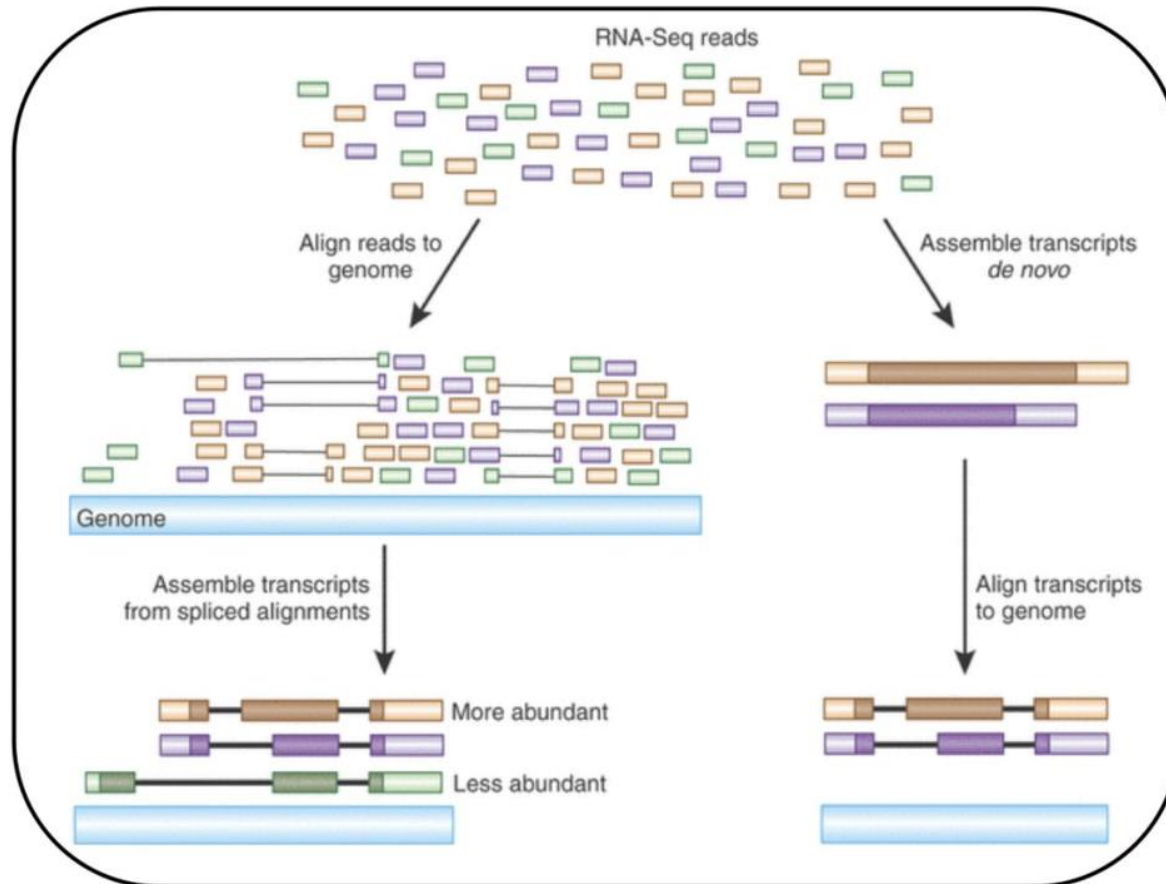 RNA-Seq reads
Align reads to
genome
Assemble transcripts
de novo
Genome
Assemble transcripts
from spliced alignments
Align transcripts
to genome
More abundant
Less abundant